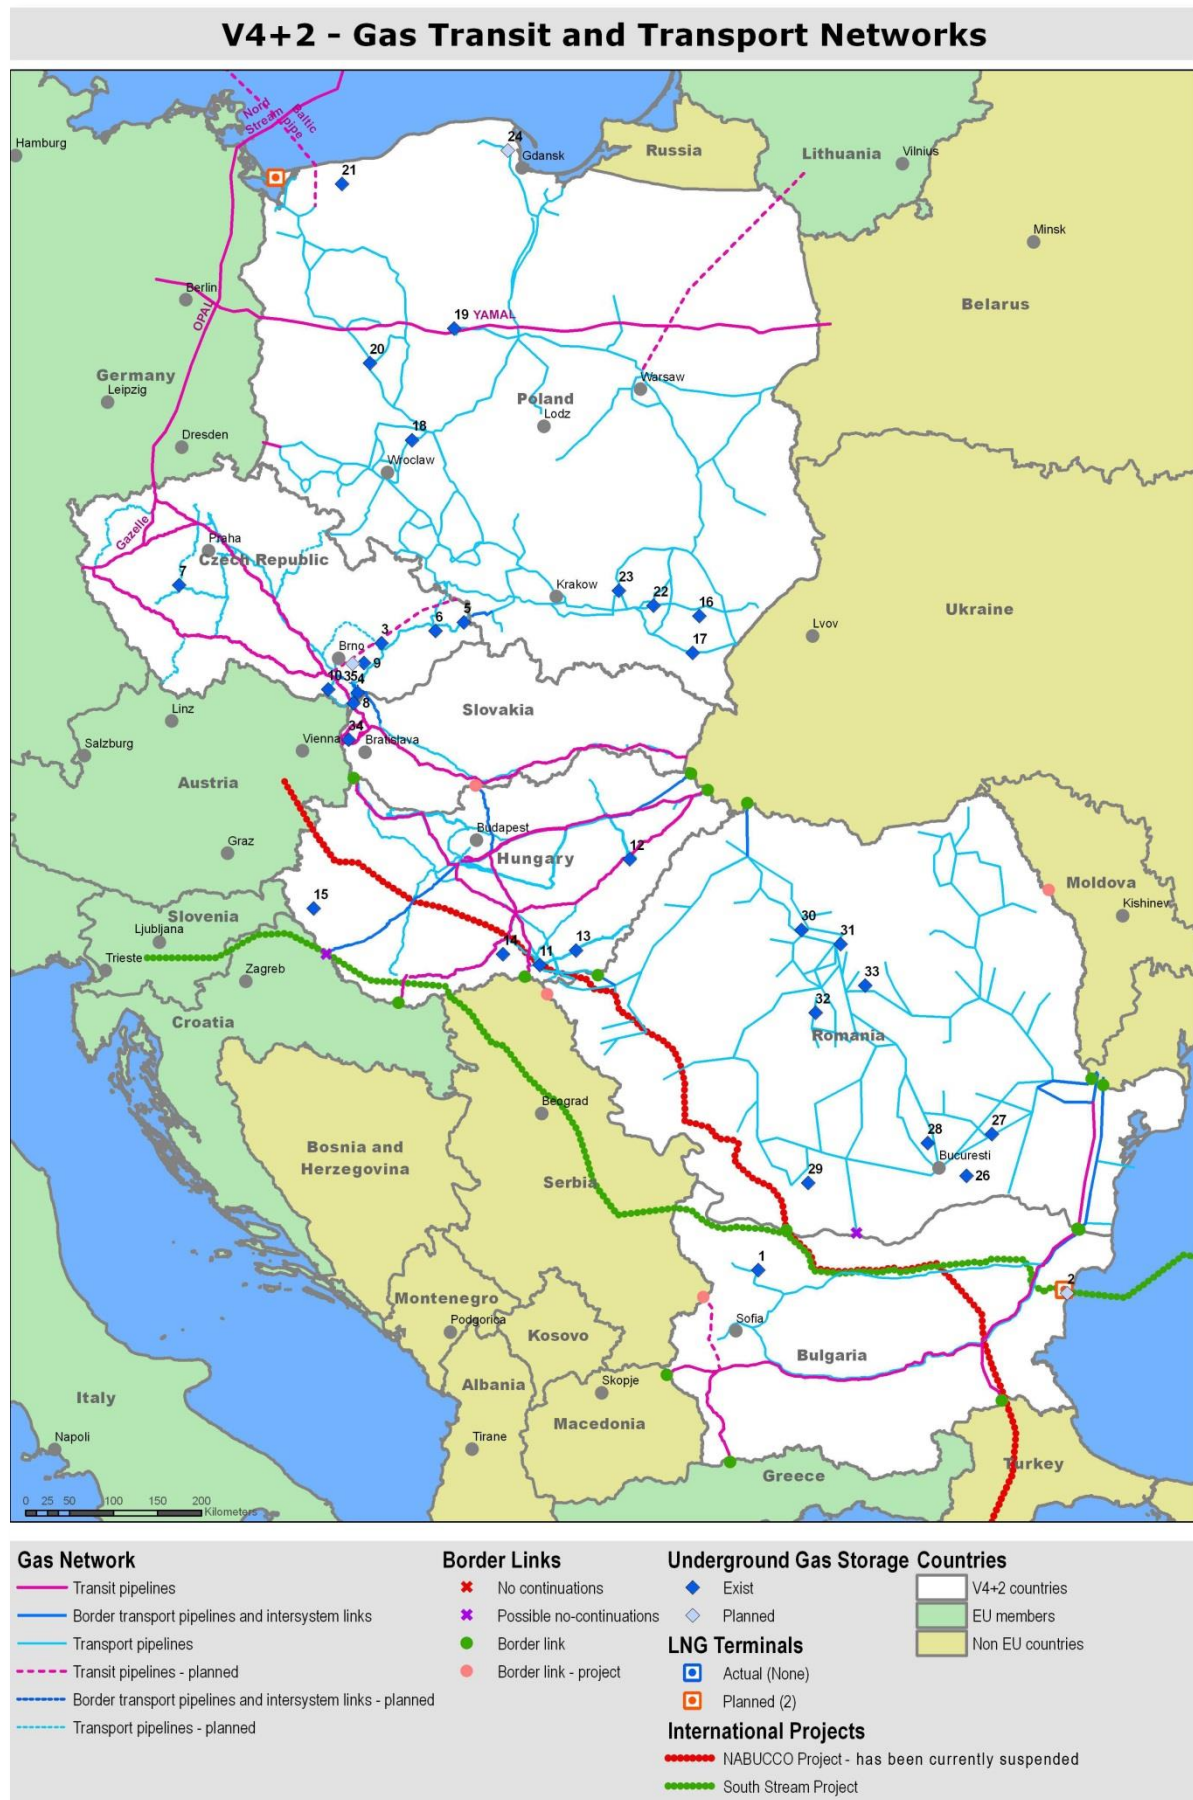 V4+2 - Gas Transit and Transport Networks
Nord
Stream
Baltic
pipe
Hamburg
24
Gdansk
Russia
Lithuania
Vilnius
21
Minsk
Berlin
OPAL
19 YAMAL
Belarus
20
Germany
Leipzig
Warsaw
Poland
Lodz
Dresden
18
Wroclaw
Gazelle
Praha
Czech Republic
7
Krakow
23
22
16
Ukraine
5
6
3
17
Lvov
Brno
9
10
35
4
8
Slovakia
Linz
34
Vienna
Bratislava
Salzburg
Austria
Budapest
Graz
Hungary
12
Moldova
Kishinev
15
Slovenia
Ljubljana
30
31
Trieste
14
11
13
Zagreb
33
Croatia
32
Romania
Beograd
Bosnia and
Herzegovina
28
27
Bucuresti
Serbia
29
26
1
2
Montenegro
Podgorica
Kosovo
Sofia
Bulgaria
Albania
Skopje
Italy
Macedonia
Napoli
Tirane
Greece
Turkey
0 25 50 100 150 200
Kilometers
Gas Network
Transit pipelines
Border transport pipelines and intersystem links
Transport pipelines
Transit pipelines - planned
Border transport pipelines and intersystem links - planned
Transport pipelines - planned
Border Links
No continuations
Possible no-continuations
Border link
Border link - project
Underground Gas Storage
Exist
Planned
LNG Terminals
Actual (None)
Planned (2)
International Projects
NABUCCO Project - has been currently suspended
South Stream Project
Countries
V4+2 countries
EU members
Non EU countries